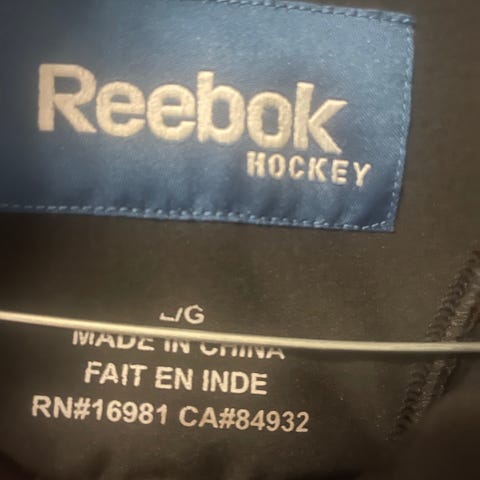 Reebok
HOCKEY
L/G
MADE IN CHINA
FAIT EN INDE
RN#16981 CA#84932